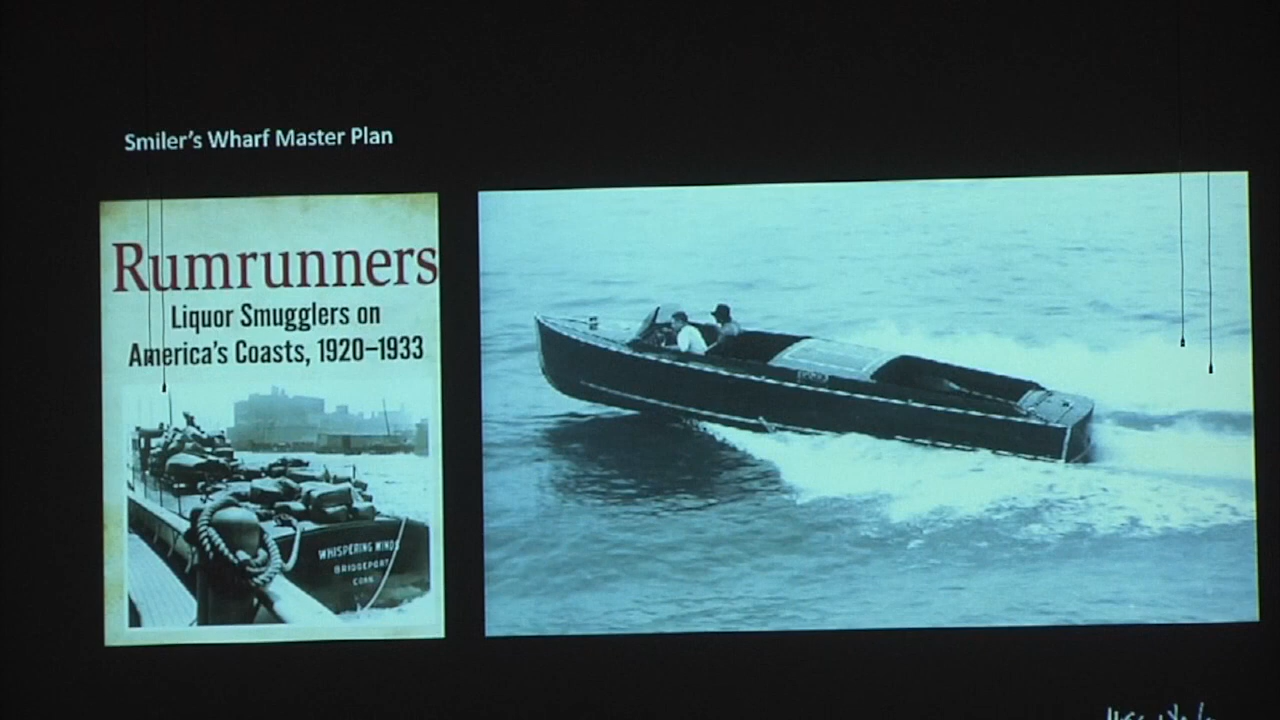 Smiler's Wharf Master Plan
Rumrunners
Liquor Smugglers on
America's Coasts, 1920–1933
WHISPERING WINDS
BRIDGEPORT
CONN.